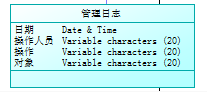 管理日志
日期 Date & Time
操作人员 Variable characters (20)
操作 Variable characters (20)
对象 Variable characters (20)